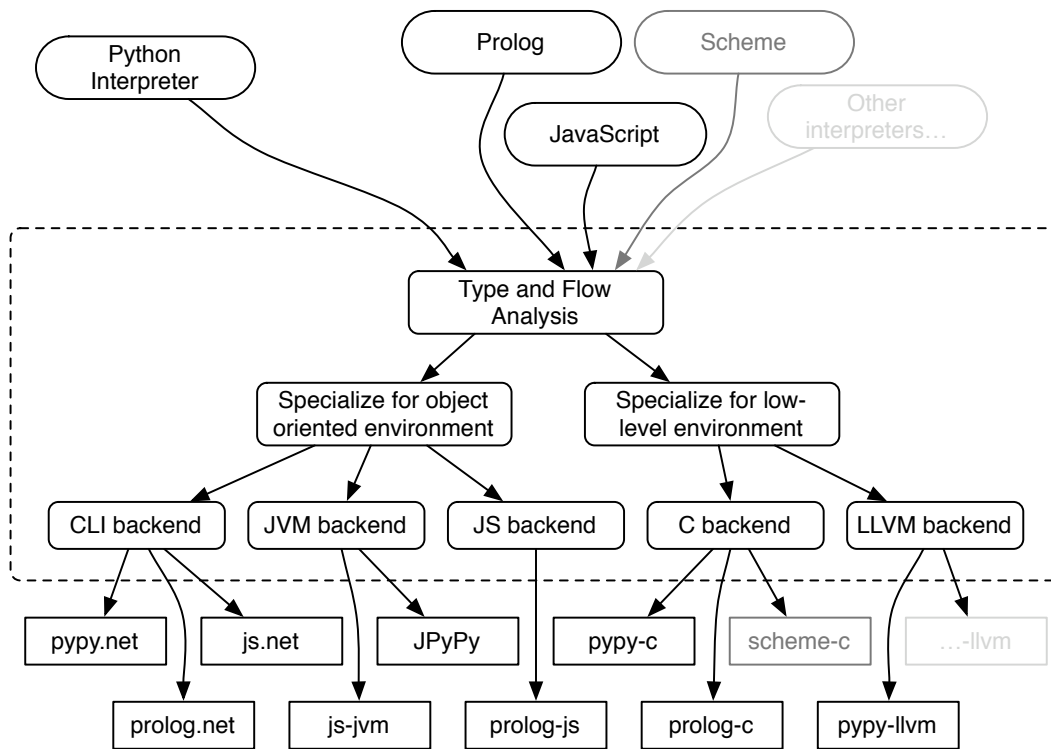 Python
Interpreter
Prolog
Scheme
JavaScript
Other
interpreters…
Type and Flow
Analysis
Specialize for object
oriented environment
Specialize for low-
level environment
CLI backend
JVM backend
JS backend
C backend
LLVM backend
pypy.net
js.net
JPyPy
pypy-c
scheme-c
…-llvm
prolog.net
js-jvm
prolog-js
prolog-c
pypy-llvm